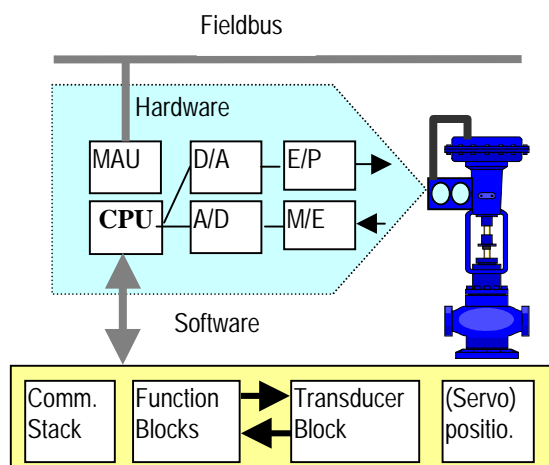 Fieldbus
Hardware
MAU
D/A
E/P
CPU
A/D
M/E
Software
Comm.
Stack
Function
Blocks
Transducer
Block
(Servo)
positio.